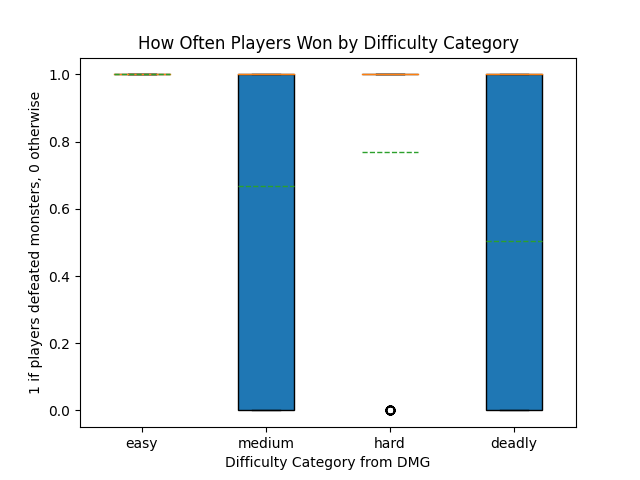 How Often Players Won by Difficulty Category
1 if players defeated monsters, 0 otherwise
1.0
0.8
0.6
0.4
0.2
0.0
easy medium hard deadly
Difficulty Category from DMG